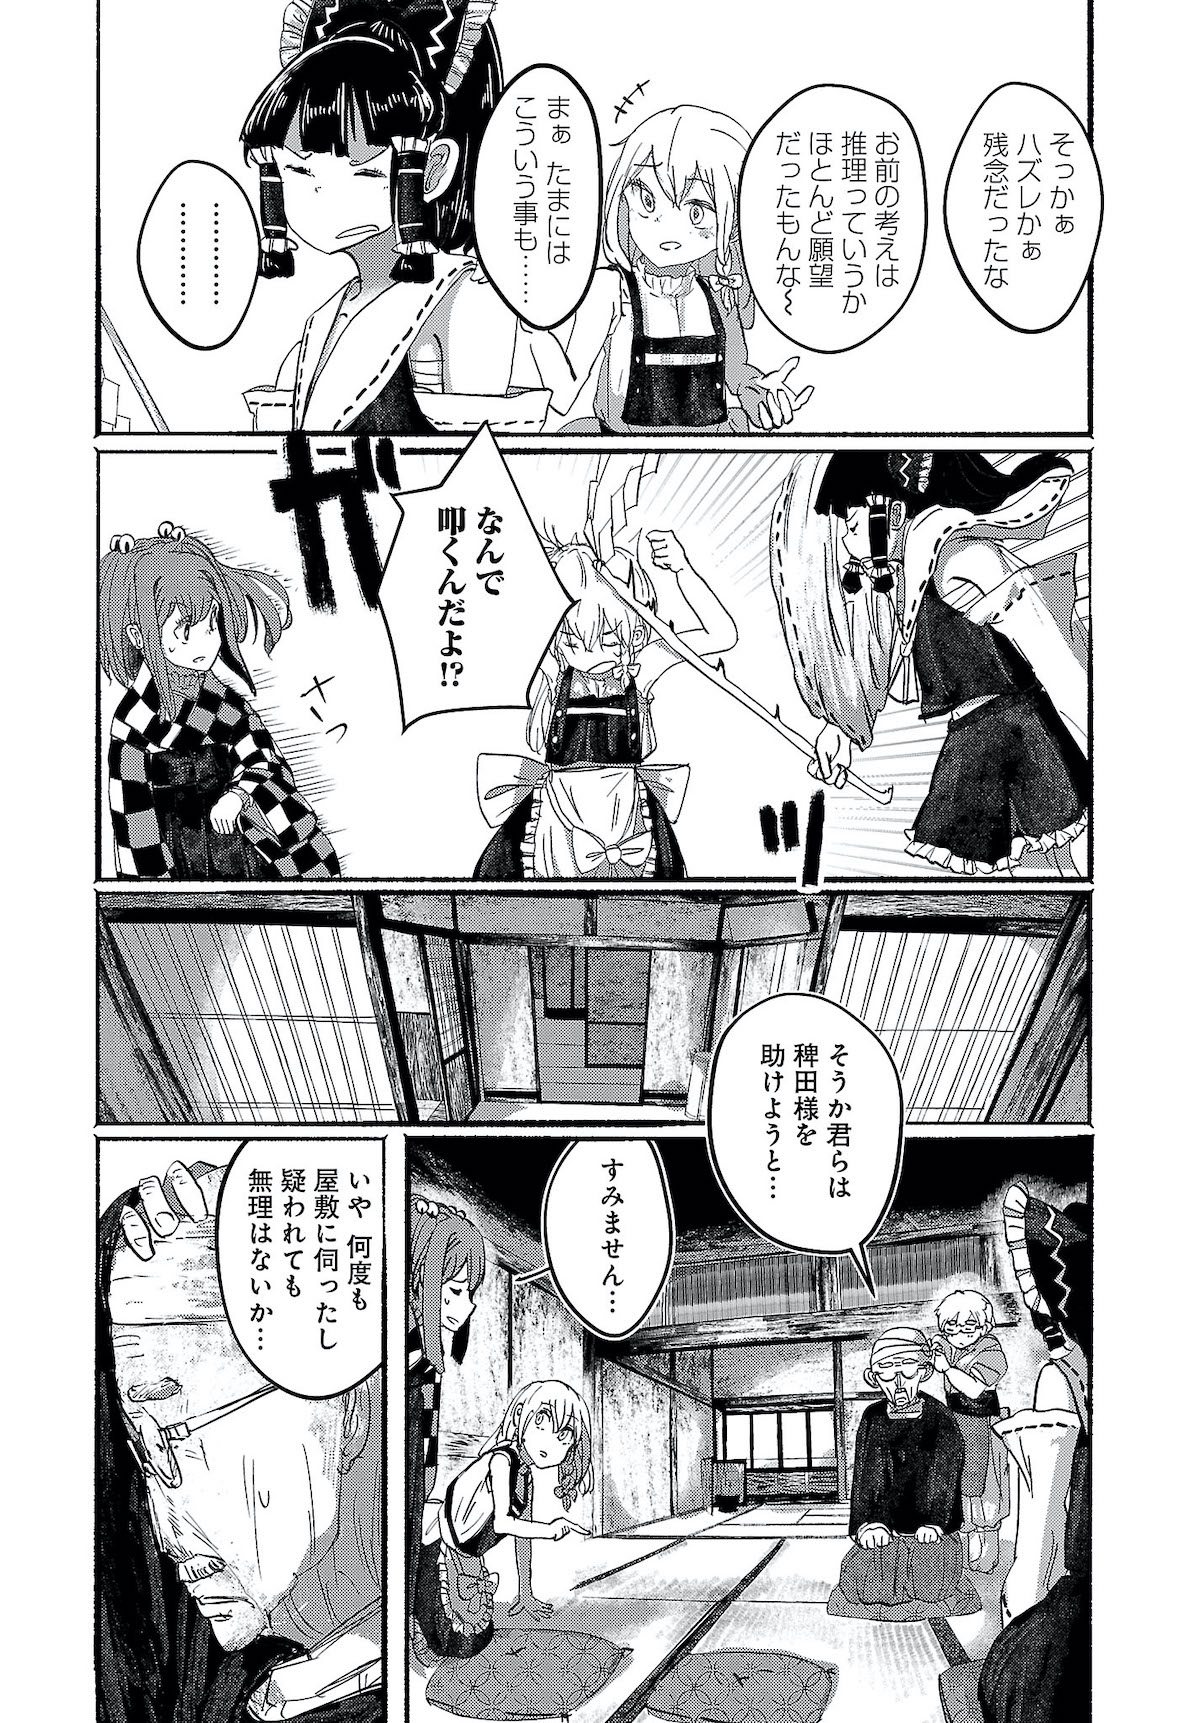 そっかぁ
ハズレかぁ
残念だったな
お前の考えは
推理っていうか
ほとんど願望
だったもんな〜
まぁ たまには
こういう事も…
…………
…………
ビ
なんで
叩くんだよ!?
ガッ
サッ
そうか君らは
稗田様を
助けようと…
すみません…
いや 何度も
屋敷に伺ったし
疑われても
無理はないか…